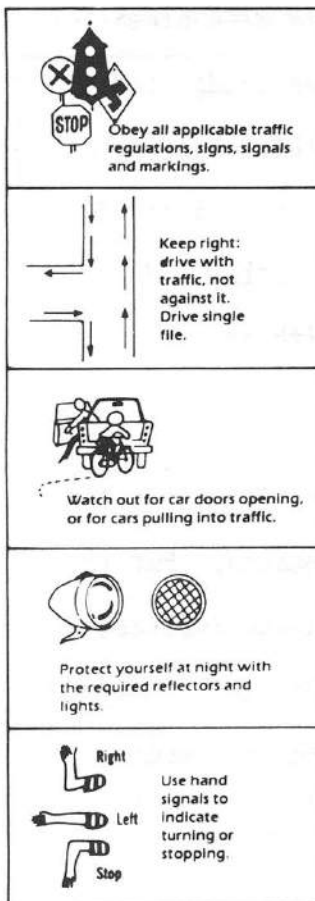 STOP
Obey all applicable traffic
regulations, signs, signals
and markings.
Keep right:
drive with
traffic, not
against it.
Drive single
file.
Watch out for car doors opening,
or for cars pulling into traffic.
Protect yourself at night with
the required reflectors and
lights.
Right
Left
Stop
Use hand
signals to
indicate
turning or
stopping.